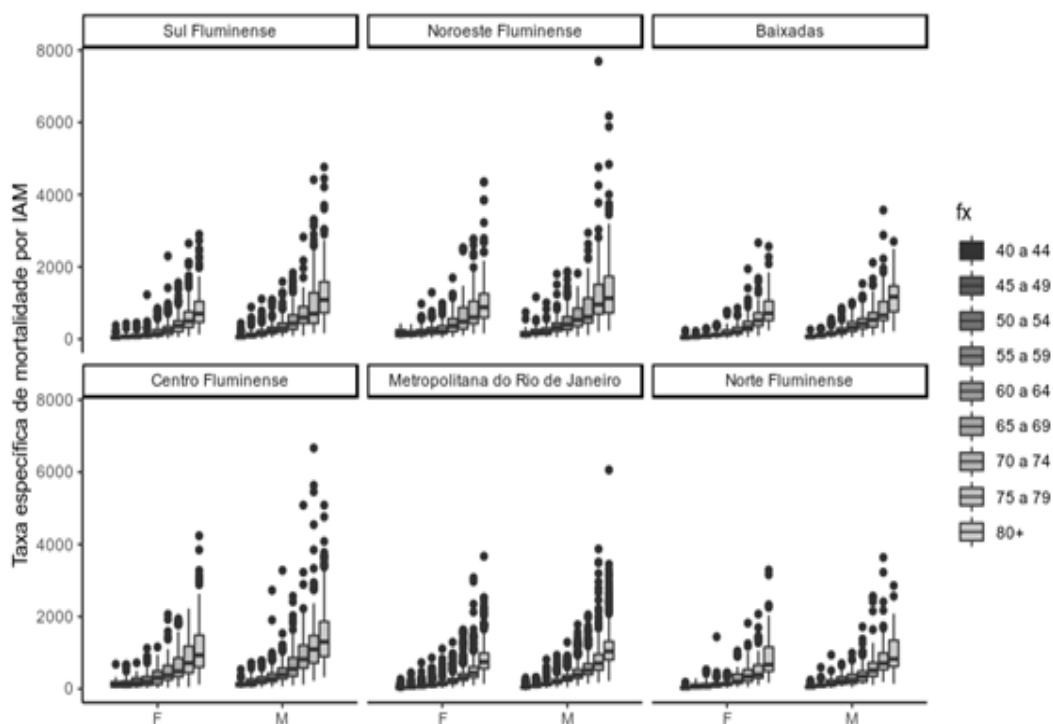 Sul Fluminense
Noroeste Fluminense
Baixadas
8000
6000
4000
2000
0
Centro Fluminense
Metropolitana do Rio de Janeiro
Norte Fluminense
8000
6000
4000
2000
0
F
M
F
M
F
M
Taxa específica de mortalidade por IAM
fx
40 a 44
45 a 49
50 a 54
55 a 59
60 a 64
65 a 69
70 a 74
75 a 79
80+